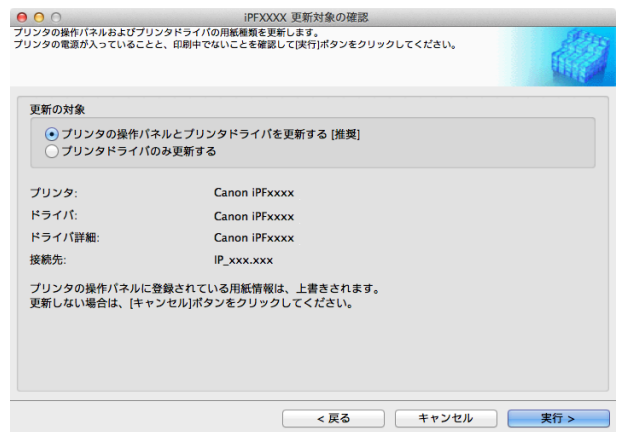 iPFXXXX 更新対象の確認
プリンタの操作パネルおよびプリンタドライバの用紙種類を更新します。
プリンタの電源が入っていることと、印刷中でないことを確認して[実行]ボタンをクリックしてください。
更新の対象
プリンタの操作パネルとプリンタドライバを更新する [推奨]
プリンタドライバのみ更新する
プリンタ: Canon iPFxxxx
ドライバ: Canon iPFxxxx
ドライバ詳細: Canon iPFxxxx
接続先: IP_xxx.xxx
プリンタの操作パネルに登録されている用紙情報は、上書きされます。
更新しない場合は、[キャンセル]ボタンをクリックしてください。
< 戻る キャンセル 実行 >